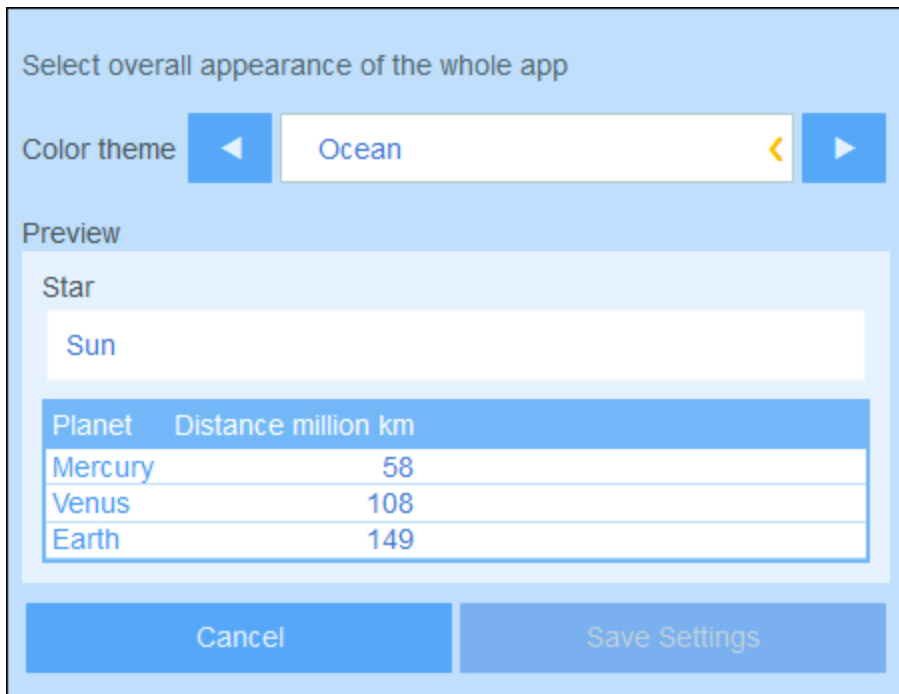 Select overall appearance of the whole app
Color theme Ocean
Preview
Star
Sun
Planet Distance million km
Mercury 58
Venus 108
Earth 149
Cancel Save Settings